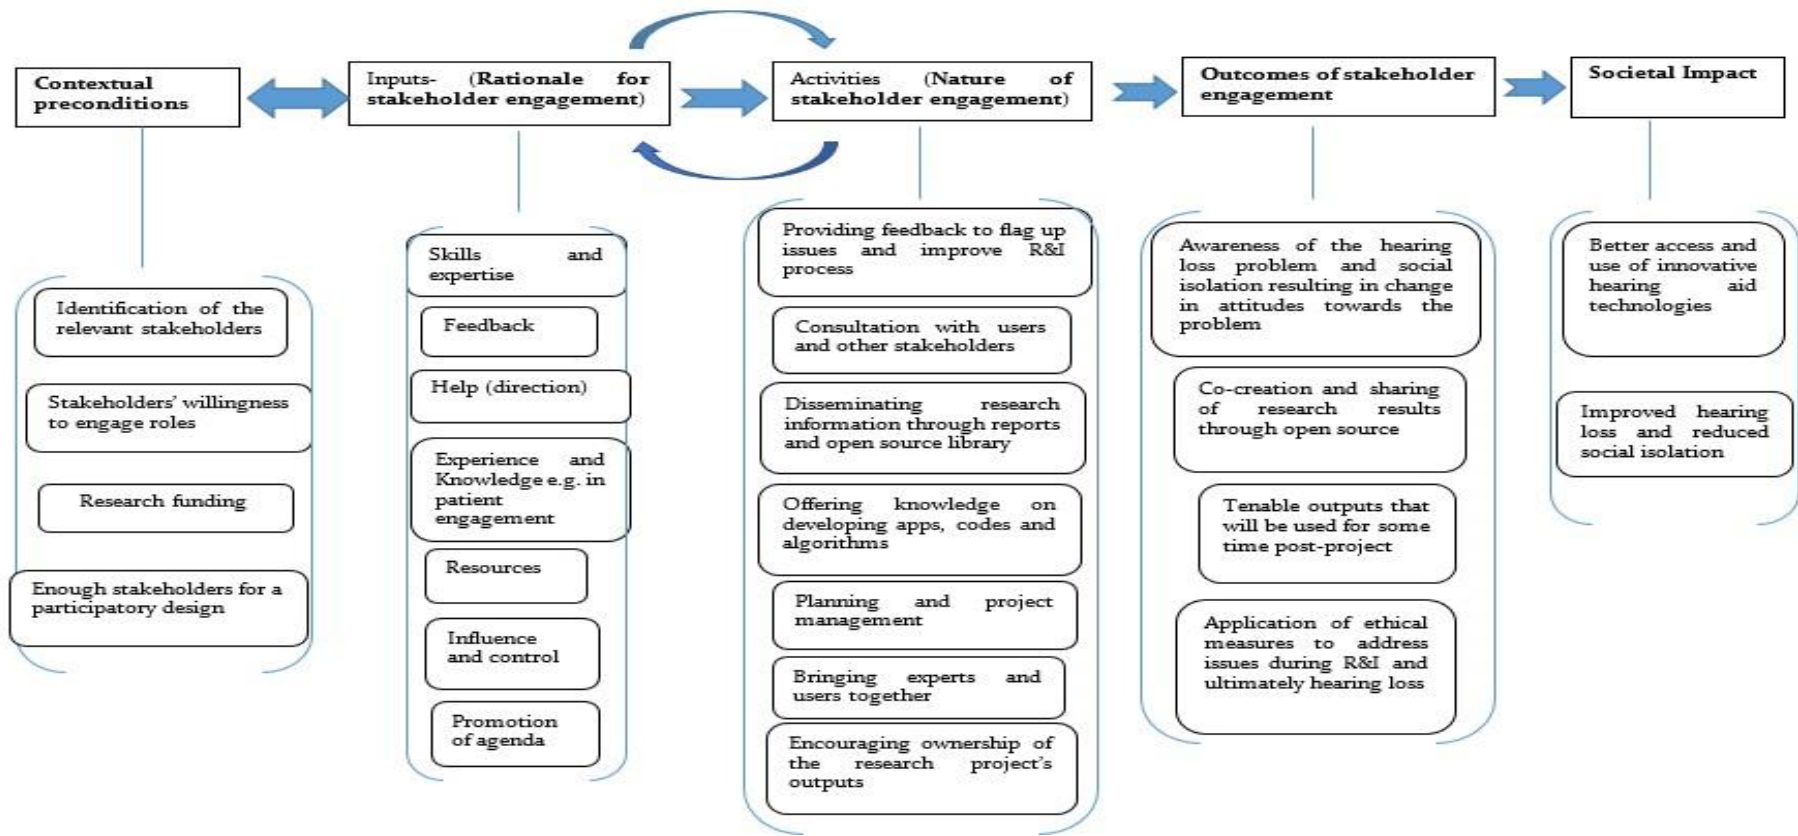 Contextual
preconditions
Inputs- (Rationale for
stakeholder engagement)
Activities (Nature of
stakeholder engagement)
Outcomes of stakeholder
engagement
Societal Impact
Identification of the
relevant stakeholders
Stakeholders' willingness
to engage roles
Research funding
Enough stakeholders for a
participatory design
Skills and
expertise
Feedback
Help (direction)
Experience and
Knowledge e.g. in
patient
engagement
Resources
Influence
and control
Promotion
of agenda
Providing feedback to flag up
issues and improve R&I
process
Consultation with users
and other stakeholders
Disseminating research
information through reports
and open source library
Offering knowledge on
developing apps, codes and
algorithms
Planning and project
management
Bringing experts and
users together
Encouraging ownership of
the research project's
outputs
Awareness of the hearing
loss problem and social
isolation resulting in change
in attitudes towards the
problem
Co-creation and sharing
of research results
through open source
Tenable outputs that
will be used for some
time post-project
Application of ethical
measures to address
issues during R&I and
ultimately hearing loss
Better access and
use of innovative
hearing aid
technologies
Improved hearing
loss and reduced
social isolation